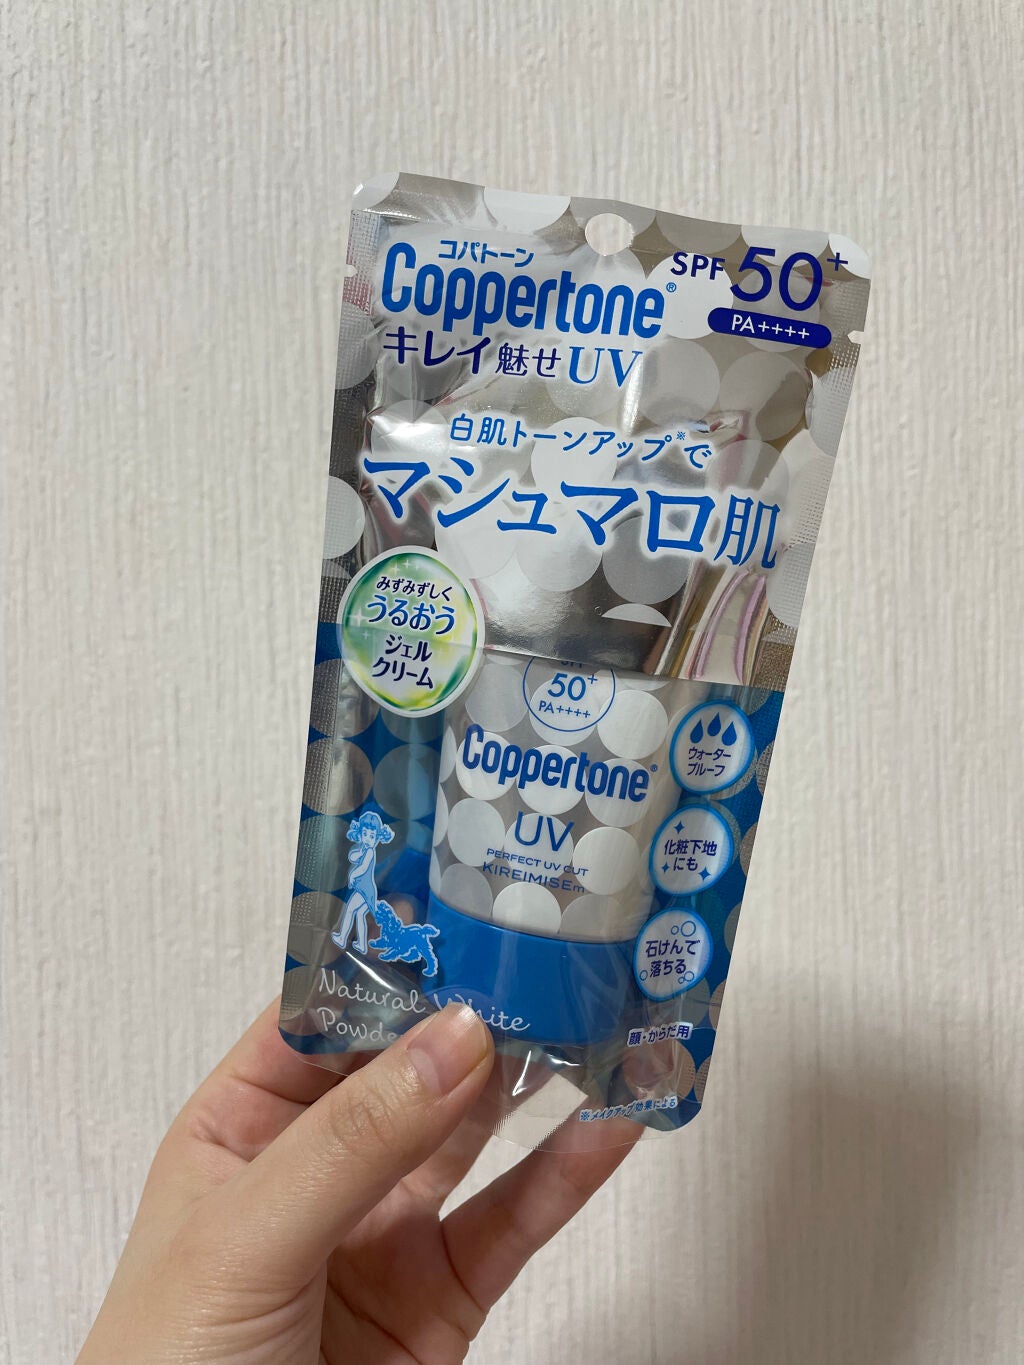 コパトーン
Coppertone®
キレイ魅せUV
SPF50+
PA++++
白肌トーンアップ※で
マシュマロ肌
みずみずしく
うるおう
ジェル
クリーム
50+
PA++++
Coppertone®
UV
PERFECT UV CUT
KIREIMISE m
ウォーター
プルーフ
化粧下地
にも
石けんで
落ちる
Natural White
顔・からだ用
※メイクアップ効果による